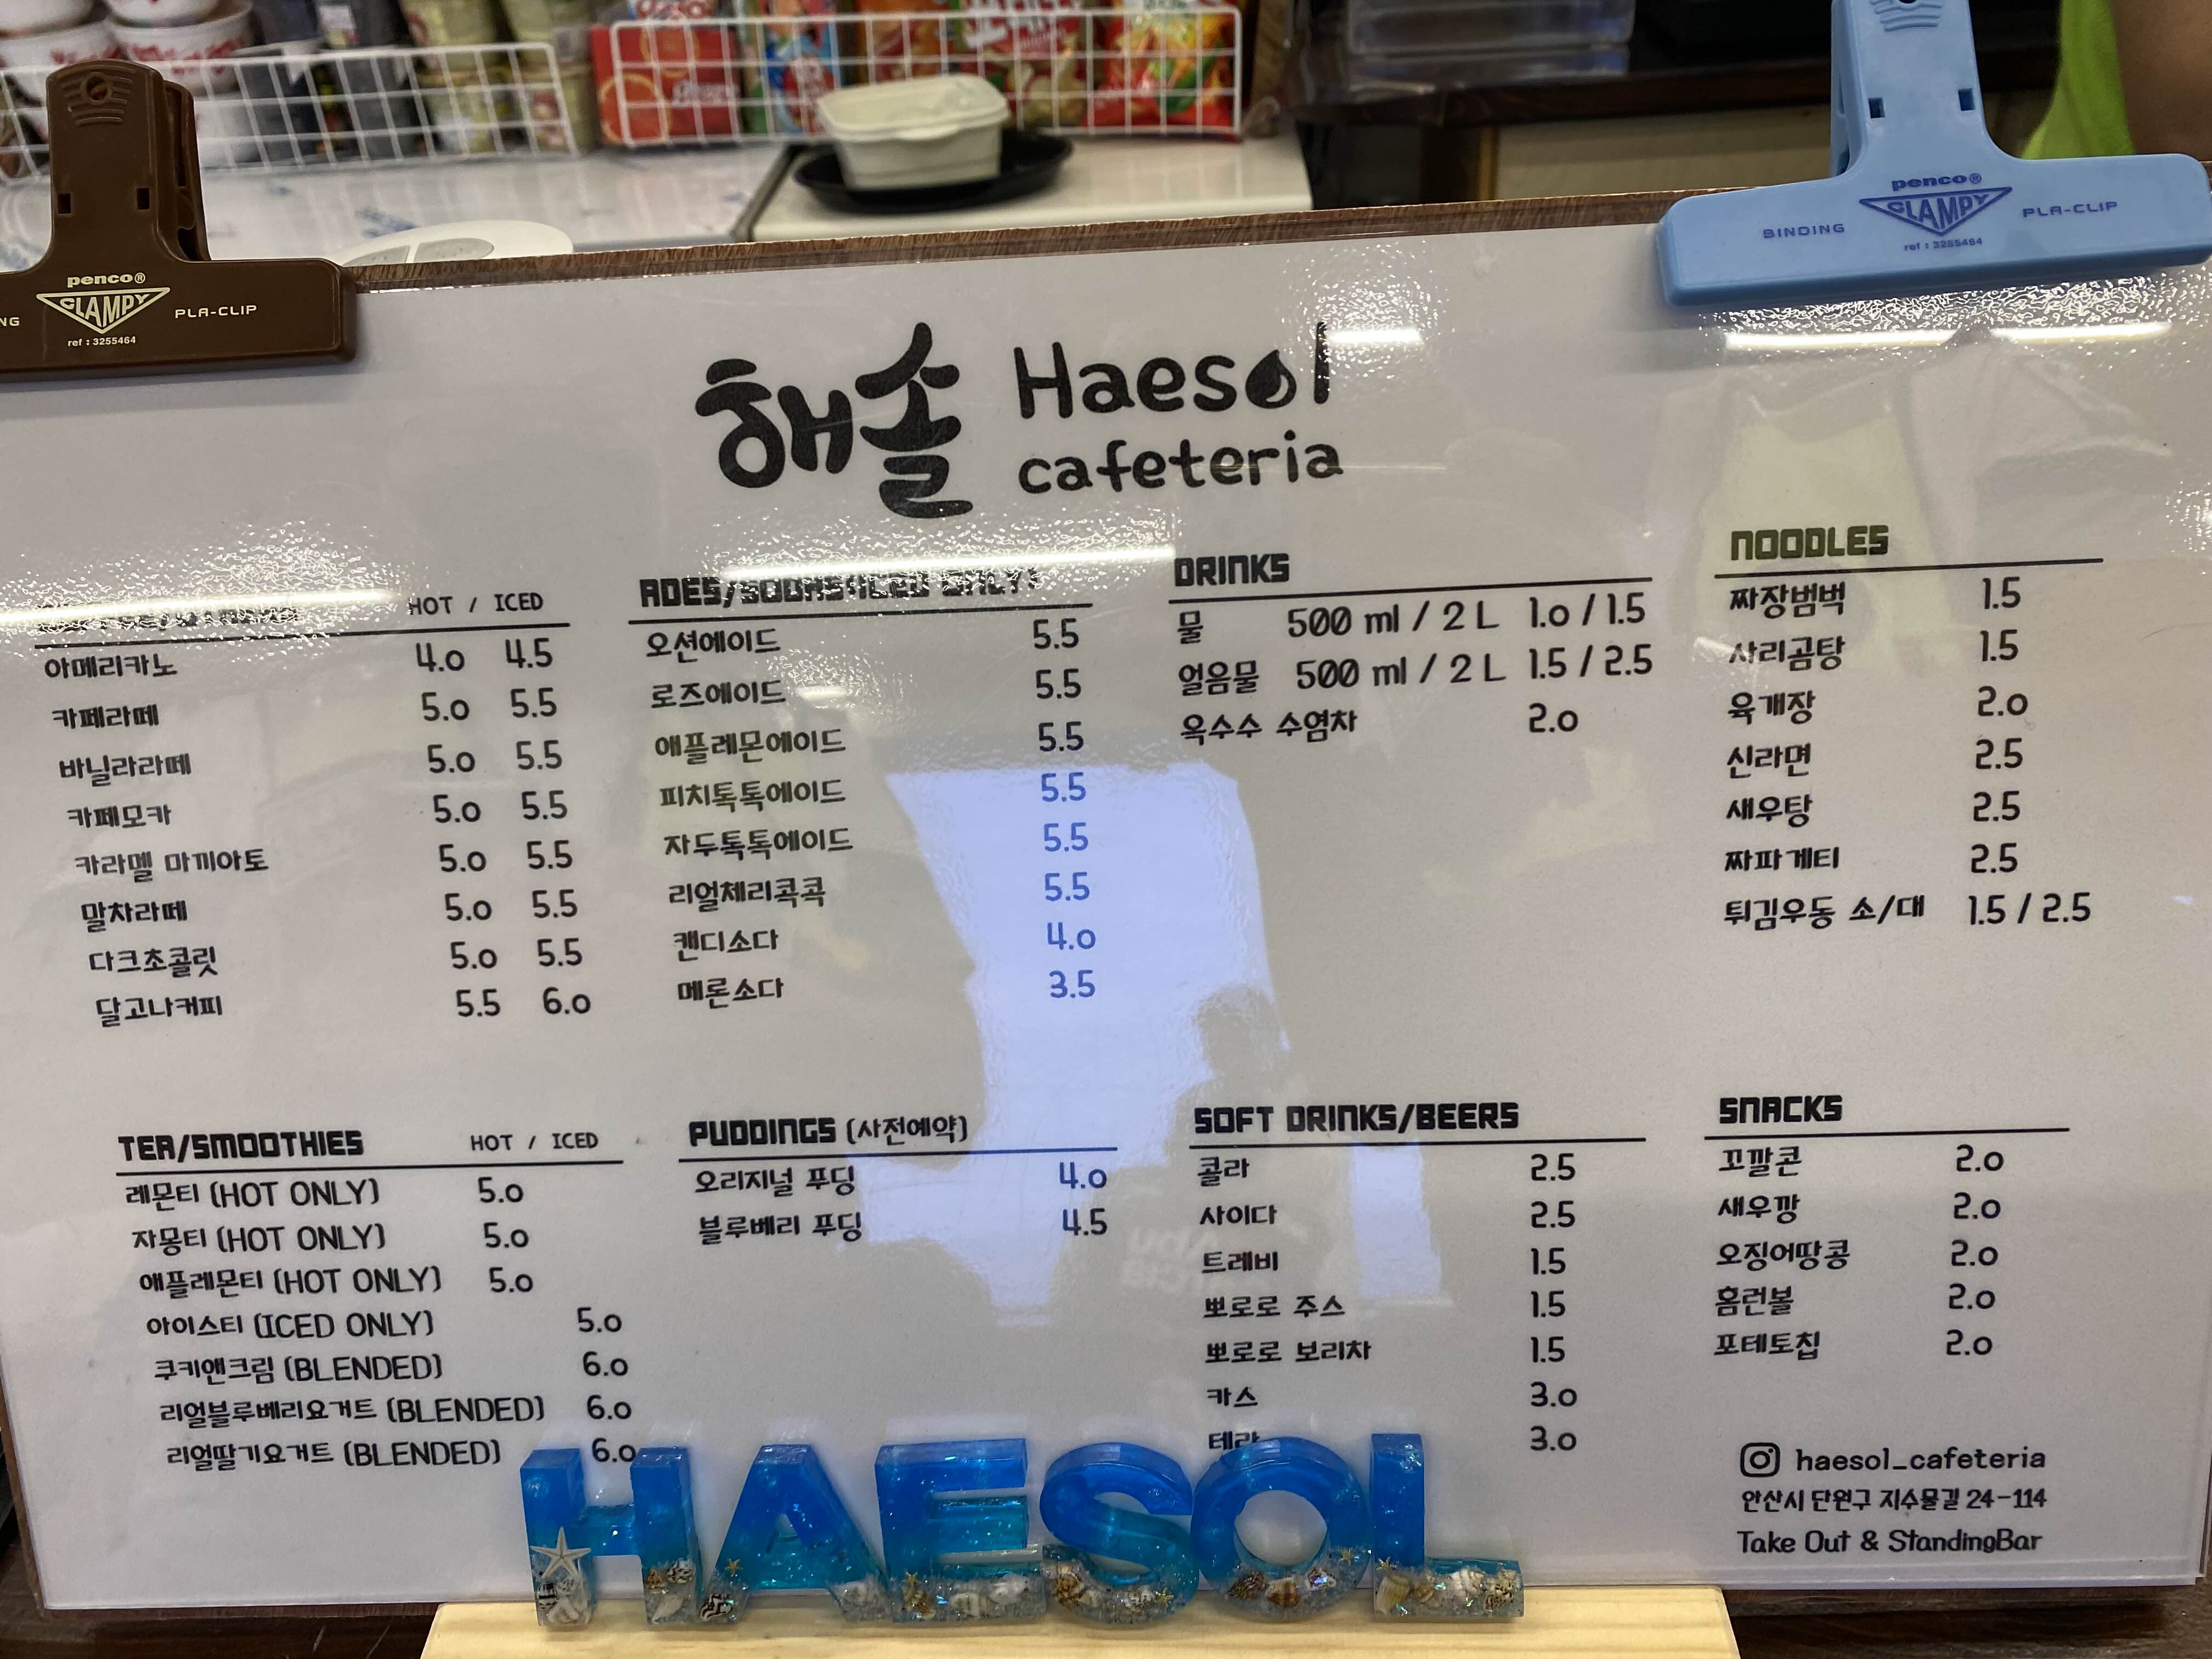 penco®
CLAMPY
PLA-CLIP
ref : 3255464
penco®
CLAMPY
BINDING
PLA-CLIP
ref : 3255464
해솔 Haesol
cafeteria
HOT / ICED
아메리카노 4.0 4.5
카페라떼 5.0 5.5
바닐라라떼 5.0 5.5
카페모카 5.0 5.5
카라멜 마끼아토 5.0 5.5
말차라떼 5.0 5.5
다크초콜릿 5.0 5.5
달고나커피 5.5 6.0
ADES/SODAS(ICED ONLY)
오션에이드 5.5
로즈에이드 5.5
애플레몬에이드 5.5
피치톡톡에이드 5.5
자두톡톡에이드 5.5
리얼체리콕콕 5.5
캔디소다 4.0
메론소다 3.5
DRINKS
물 500 ml / 2 L 1.0 / 1.5
얼음물 500 ml / 2 L 1.5 / 2.5
옥수수 수염차 2.0
NOODLES
짜장범벅 1.5
사리곰탕 1.5
육개장 2.0
신라면 2.5
새우탕 2.5
짜파게티 2.5
튀김우동 소/대 1.5 / 2.5
TEA/SMOOTHIES HOT / ICED
레몬티 (HOT ONLY) 5.0
자몽티 (HOT ONLY) 5.0
애플레몬티 (HOT ONLY) 5.0
아이스티 (ICED ONLY) 5.0
쿠키앤크림 (BLENDED) 6.0
리얼블루베리요거트 (BLENDED) 6.0
리얼딸기요거트 (BLENDED) 6.0
PUDDINGS (사전예약)
오리지널 푸딩 4.0
블루베리 푸딩 4.5
SOFT DRINKS/BEERS
콜라 2.5
사이다 2.5
트레비 1.5
뽀로로 주스 1.5
뽀로로 보리차 1.5
카스 3.0
테라 3.0
SNACKS
꼬깔콘 2.0
새우깡 2.0
오징어땅콩 2.0
홈런볼 2.0
포테토칩 2.0
haesol_cafeteria
안산시 단원구 지수물길 24-114
Take Out & StandingBar
HAESOL